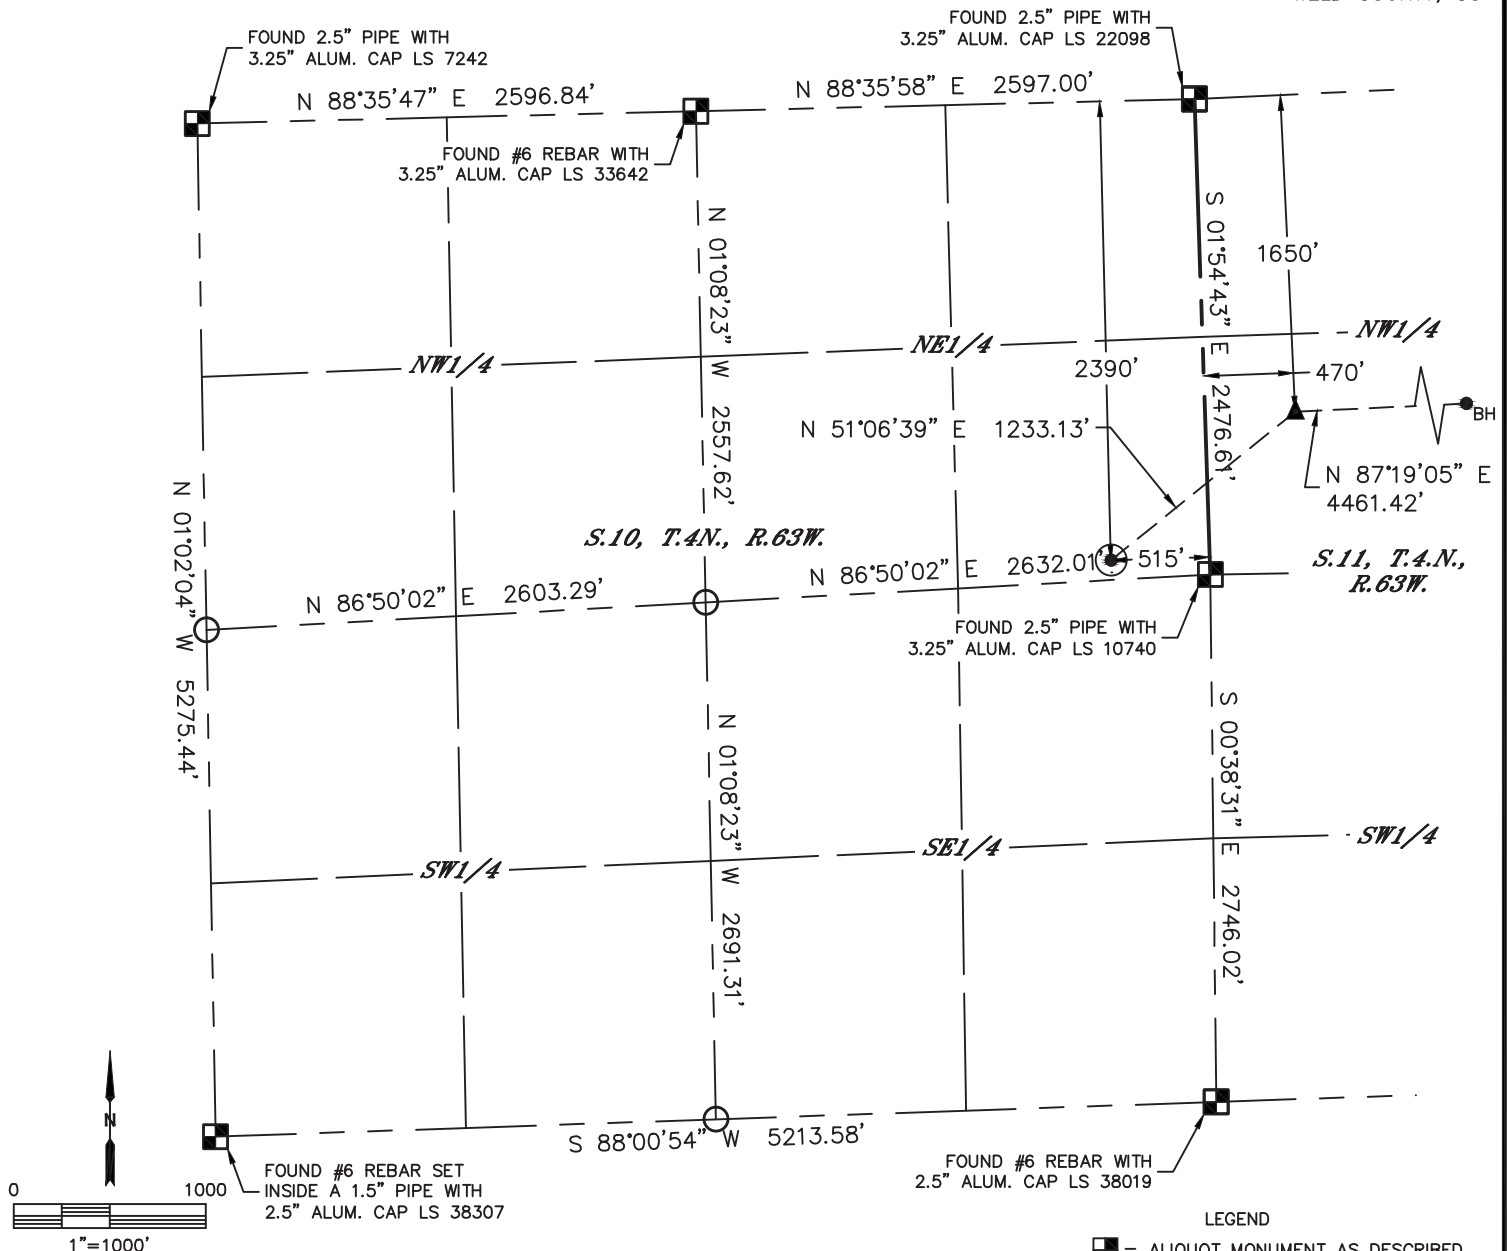 FOUND 2.5" PIPE WITH
3.25" ALUM. CAP LS 22098
FOUND 2.5" PIPE WITH
3.25" ALUM. CAP LS 7242
N 88°35'47" E 2596.84'
N 88°35'58" E 2597.00'
FOUND #6 REBAR WITH
3.25" ALUM. CAP LS 33642
N 01°08'23" W 2557.62'
S 01°54'43" E 2476.61'
1650'
NW1/4
NE1/4
NW1/4
2390'
470'
BH
N 51°06'39" E 1233.13'
N 87°19'05" E
4461.42'
N 01°02'04" W 5275.44'
S.10, T.4N., R.63W.
515'
S.11, T.4.N.,
R.63W.
N 86°50'02" E 2603.29'
N 86°50'02" E 2632.01'
FOUND 2.5" PIPE WITH
3.25" ALUM. CAP LS 10740
N 01°08'23" W 2691.31'
S 00°38'31" E 2746.02'
SW1/4
SE1/4
SW1/4
N
S 88°00'54" W 5213.58'
FOUND #6 REBAR SET
INSIDE A 1.5" PIPE WITH
2.5" ALUM. CAP LS 38307
FOUND #6 REBAR WITH
2.5" ALUM. CAP LS 38019
0 1000
1"=1000'
LEGEND
= ALIQUOT MONUMENT AS DESCRIBED